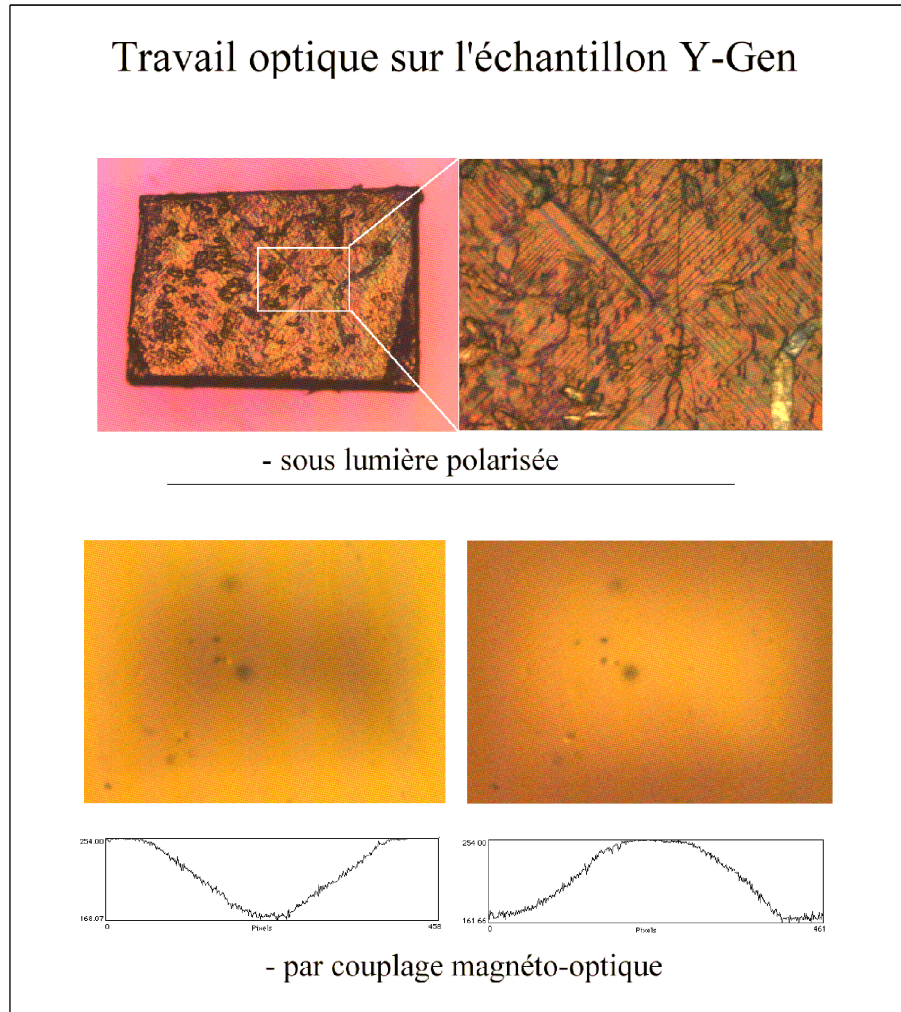 Travail optique sur l'échantillon Y-Gen
- sous lumière polarisée
254.00
168.07
0
Pixels
458
254.00
161.66
0
Pixels
461
- par couplage magnéto-optique